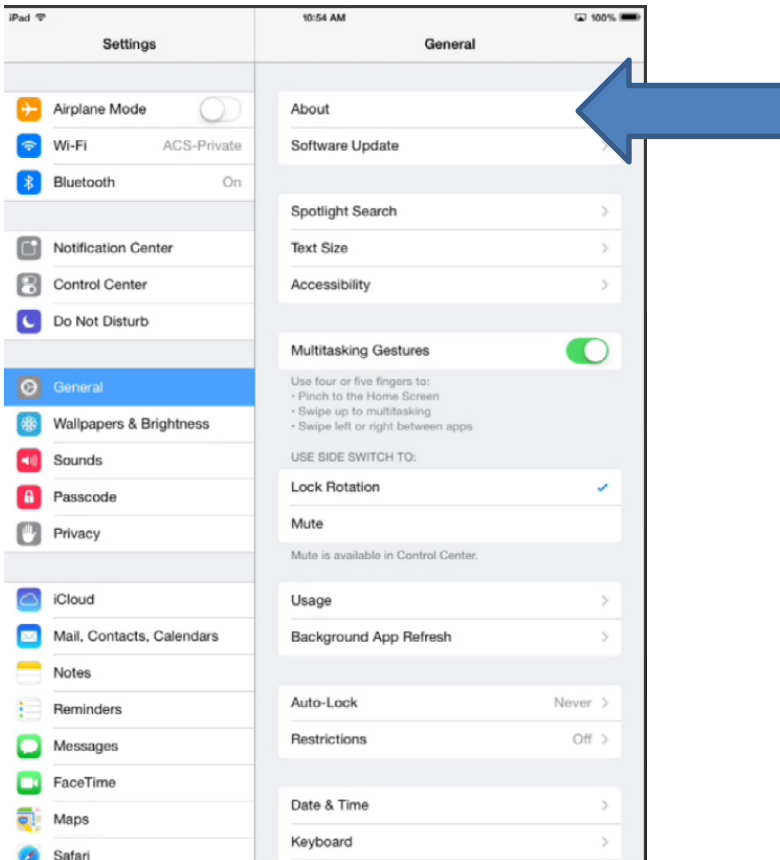 iPad 10:54 AM 100%
Settings
Airplane Mode
Wi-Fi ACS-Private
Bluetooth On
Notification Center
Control Center
Do Not Disturb
General
Wallpapers & Brightness
Sounds
Passcode
Privacy
iCloud
Mail, Contacts, Calendars
Notes
Reminders
Messages
FaceTime
Maps
Safari
General
About
Software Update
Spotlight Search
Text Size
Accessibility
Multitasking Gestures
Use four or five fingers to:
• Pinch to the Home Screen
• Swipe up to multitasking
• Swipe left or right between apps
USE SIDE SWITCH TO:
Lock Rotation
Mute
Mute is available in Control Center.
Usage
Background App Refresh
Auto-Lock Never
Restrictions Off
Date & Time
Keyboard